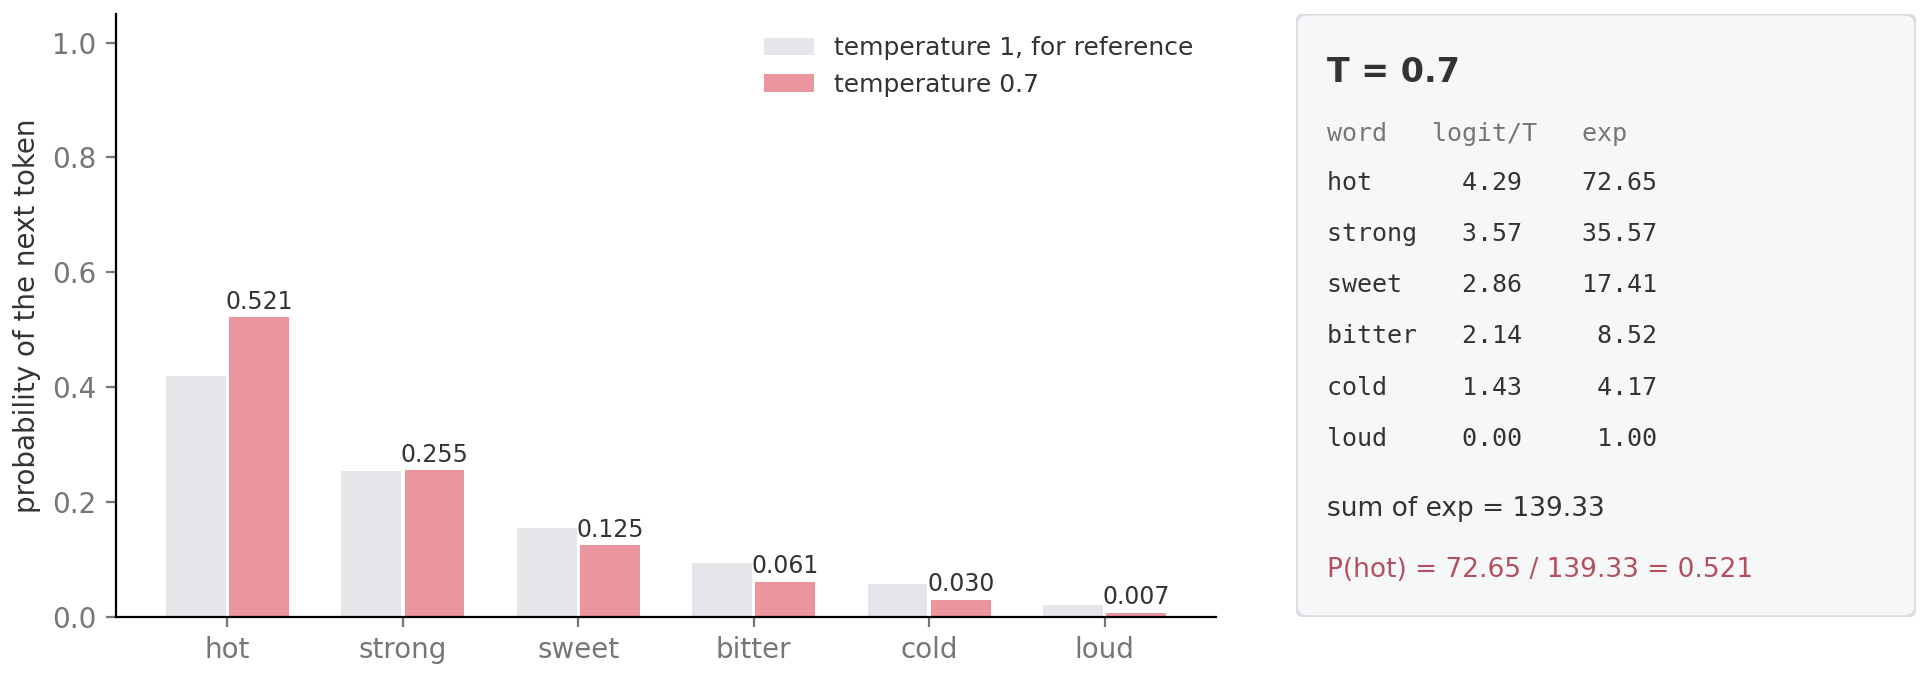 probability of the next token
1.0
0.8
0.6
0.4
0.2
0.0
temperature 1, for reference
temperature 0.7
0.521
0.255
0.125
0.061
0.030
0.007
hot strong sweet bitter cold loud
T = 0.7
word logit/T exp
hot 4.29 72.65
strong 3.57 35.57
sweet 2.86 17.41
bitter 2.14 8.52
cold 1.43 4.17
loud 0.00 1.00
sum of exp = 139.33
P(hot) = 72.65 / 139.33 = 0.521